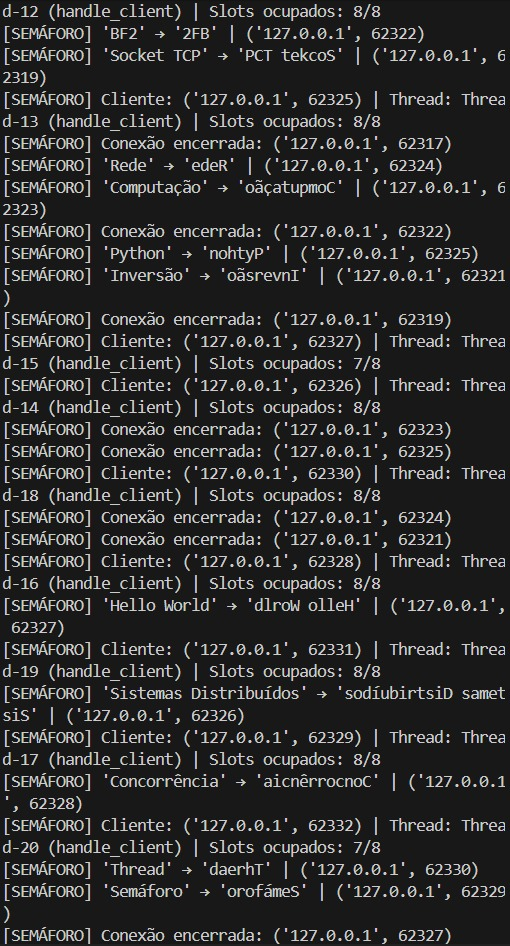 d-12 (handle_client) | Slots ocupados: 8/8
[SEMÁFORO] 'BF2' → '2FB' | ('127.0.0.1', 62322)
[SEMÁFORO] 'Socket TCP' → 'PCT tekcoS' | ('127.0.0.1', 6
2319)
[SEMÁFORO] Cliente: ('127.0.0.1', 62325) | Thread: Threa
d-13 (handle_client) | Slots ocupados: 8/8
[SEMÁFORO] Conexão encerrada: ('127.0.0.1', 62317)
[SEMÁFORO] 'Rede' → 'edeR' | ('127.0.0.1', 62324)
[SEMÁFORO] 'Computação' → 'oãçatupmoC' | ('127.0.0.1', 6
2323)
[SEMÁFORO] Conexão encerrada: ('127.0.0.1', 62322)
[SEMÁFORO] 'Python' → 'nohtyP' | ('127.0.0.1', 62325)
[SEMÁFORO] 'Inversão' → 'oãsrevnI' | ('127.0.0.1', 62321
)
[SEMÁFORO] Conexão encerrada: ('127.0.0.1', 62319)
[SEMÁFORO] Cliente: ('127.0.0.1', 62327) | Thread: Threa
d-15 (handle_client) | Slots ocupados: 7/8
[SEMÁFORO] Cliente: ('127.0.0.1', 62326) | Thread: Threa
d-14 (handle_client) | Slots ocupados: 8/8
[SEMÁFORO] Conexão encerrada: ('127.0.0.1', 62323)
[SEMÁFORO] Conexão encerrada: ('127.0.0.1', 62325)
[SEMÁFORO] Cliente: ('127.0.0.1', 62330) | Thread: Threa
d-18 (handle_client) | Slots ocupados: 8/8
[SEMÁFORO] Conexão encerrada: ('127.0.0.1', 62324)
[SEMÁFORO] Conexão encerrada: ('127.0.0.1', 62321)
[SEMÁFORO] Cliente: ('127.0.0.1', 62328) | Thread: Threa
d-16 (handle_client) | Slots ocupados: 8/8
[SEMÁFORO] 'Hello World' → 'dlroW olleH' | ('127.0.0.1',
 62327)
[SEMÁFORO] Cliente: ('127.0.0.1', 62331) | Thread: Threa
d-19 (handle_client) | Slots ocupados: 8/8
[SEMÁFORO] 'Sistemas Distribuídos' → 'sodíubirtsiD samet
siS' | ('127.0.0.1', 62326)
[SEMÁFORO] Cliente: ('127.0.0.1', 62329) | Thread: Threa
d-17 (handle_client) | Slots ocupados: 8/8
[SEMÁFORO] 'Concorrência' → 'aicnêrrocnoC' | ('127.0.0.1
', 62328)
[SEMÁFORO] Cliente: ('127.0.0.1', 62332) | Thread: Threa
d-20 (handle_client) | Slots ocupados: 7/8
[SEMÁFORO] 'Thread' → 'daerhT' | ('127.0.0.1', 62330)
[SEMÁFORO] 'Semáforo' → 'orofámeS' | ('127.0.0.1', 62329
)
[SEMÁFORO] Conexão encerrada: ('127.0.0.1', 62327)